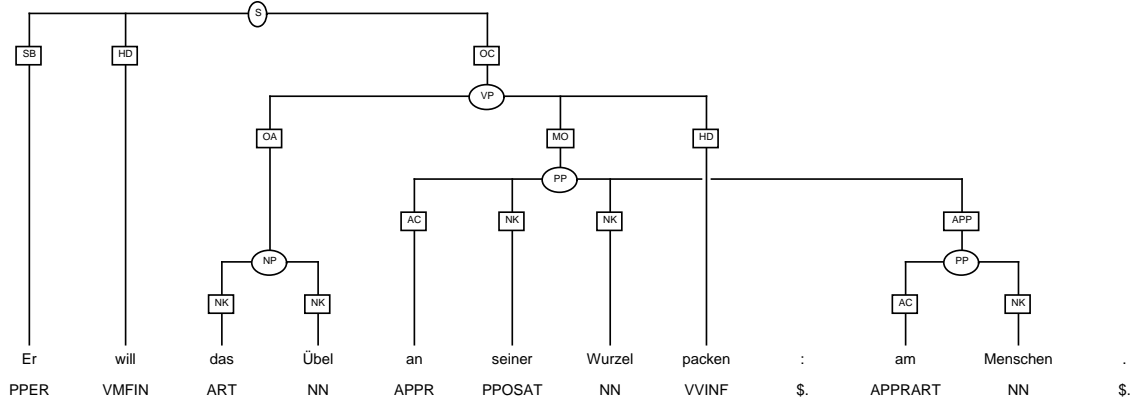 S
SB HD OC
VP
OA MO HD
PP
AC NK NK APP
NP PP
NK NK AC NK
Er will das Übel an seiner Wurzel packen : am Menschen .
PPER VMFIN ART NN APPR PPOSAT NN VVINF $. APPRART NN $.